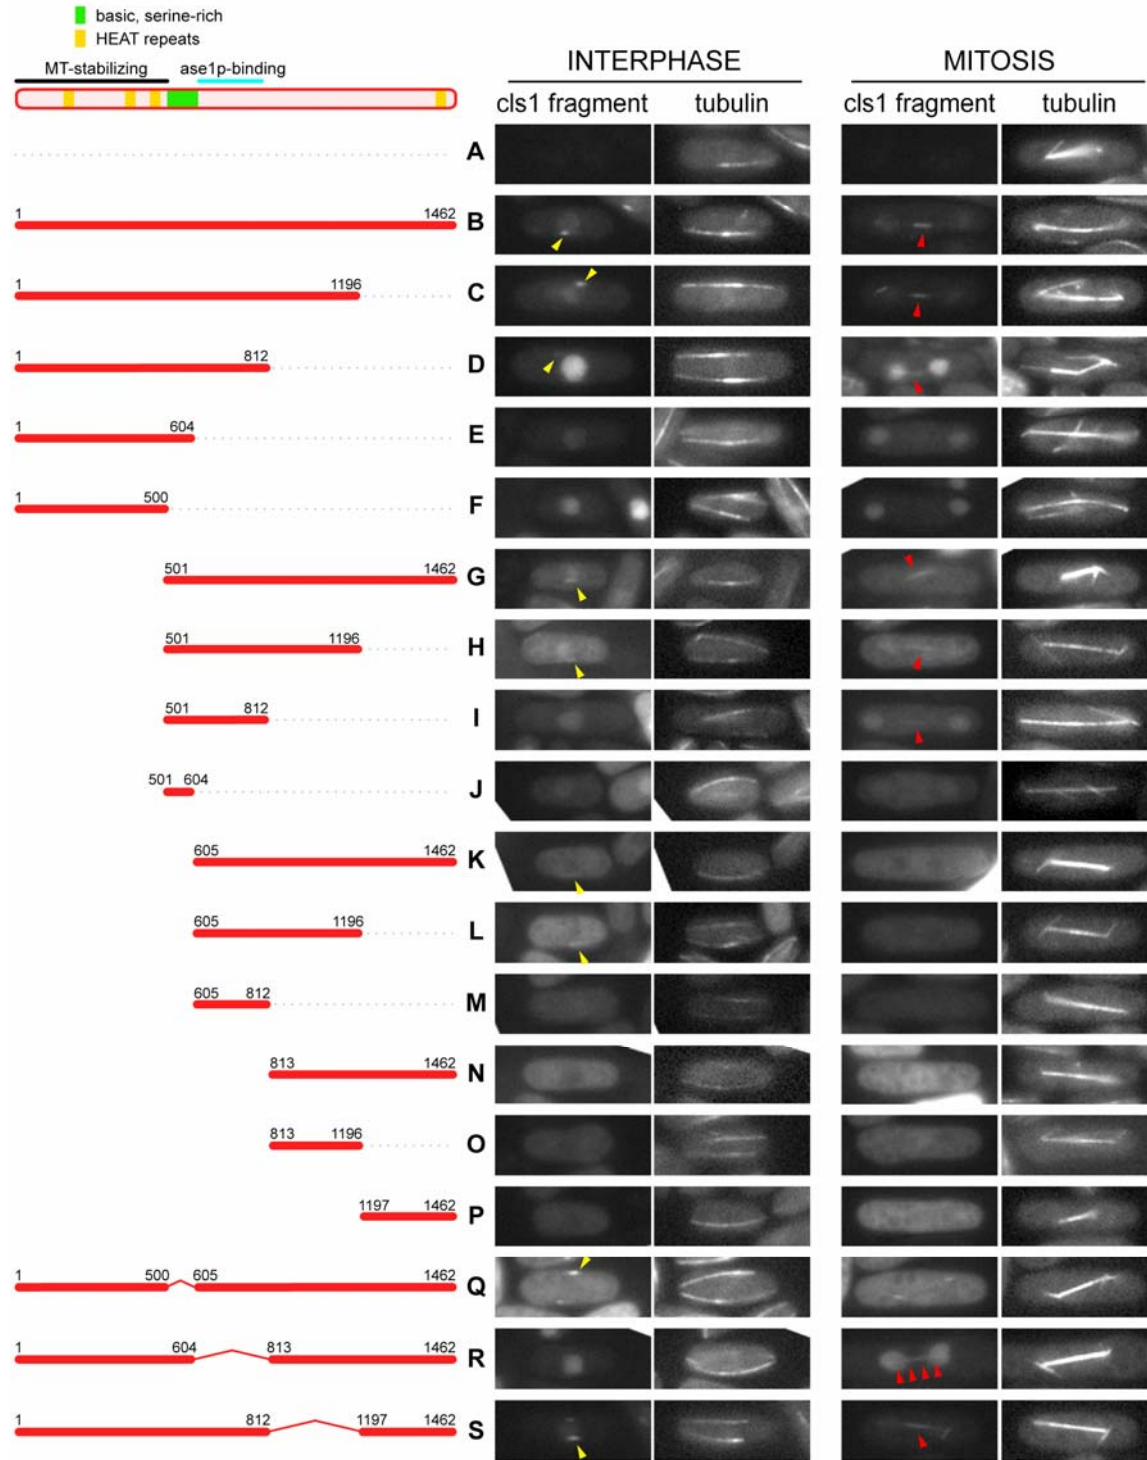 basic, serine-rich
HEAT repeats
MT-stabilizing ase1p-binding
INTERPHASE MITOSIS
cls1 fragment tubulin cls1 fragment tubulin
A
1 1462 B
1 1196 C
1 812 D
1 604 E
1 500 F
501 1462 G
501 1196 H
501 812 I
501 604 J
605 1462 K
605 1196 L
605 812 M
813 1462 N
813 1196 O
1197 1462 P
1 500 605 1462 Q
1 604 813 1462 R
1 812 1197 1462 S